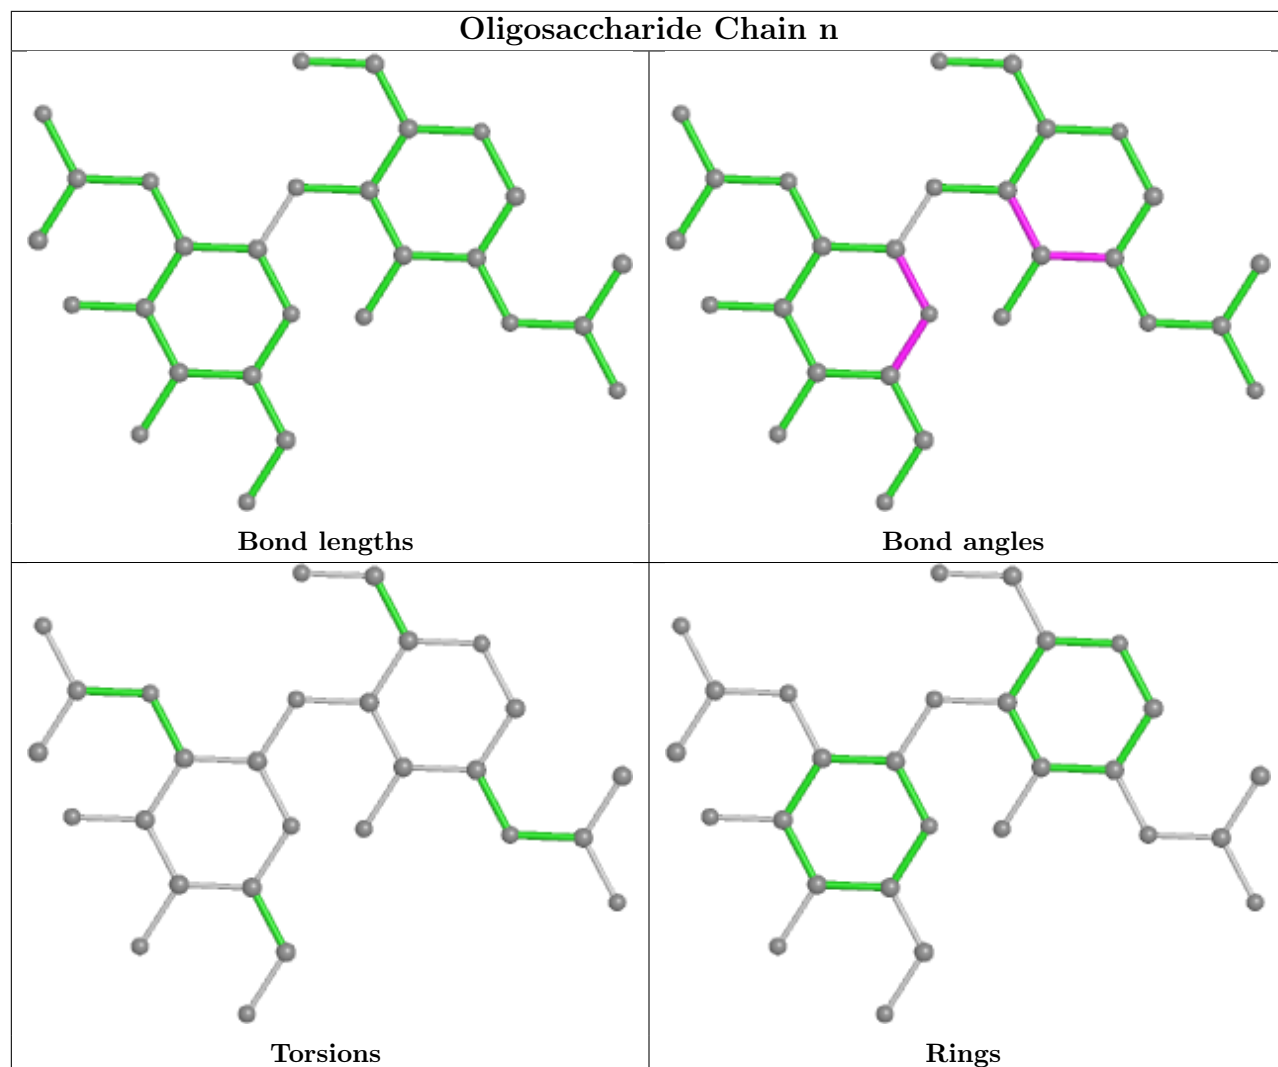 Oligosaccharide Chain n
Bond lengths
Bond angles
Torsions
Rings